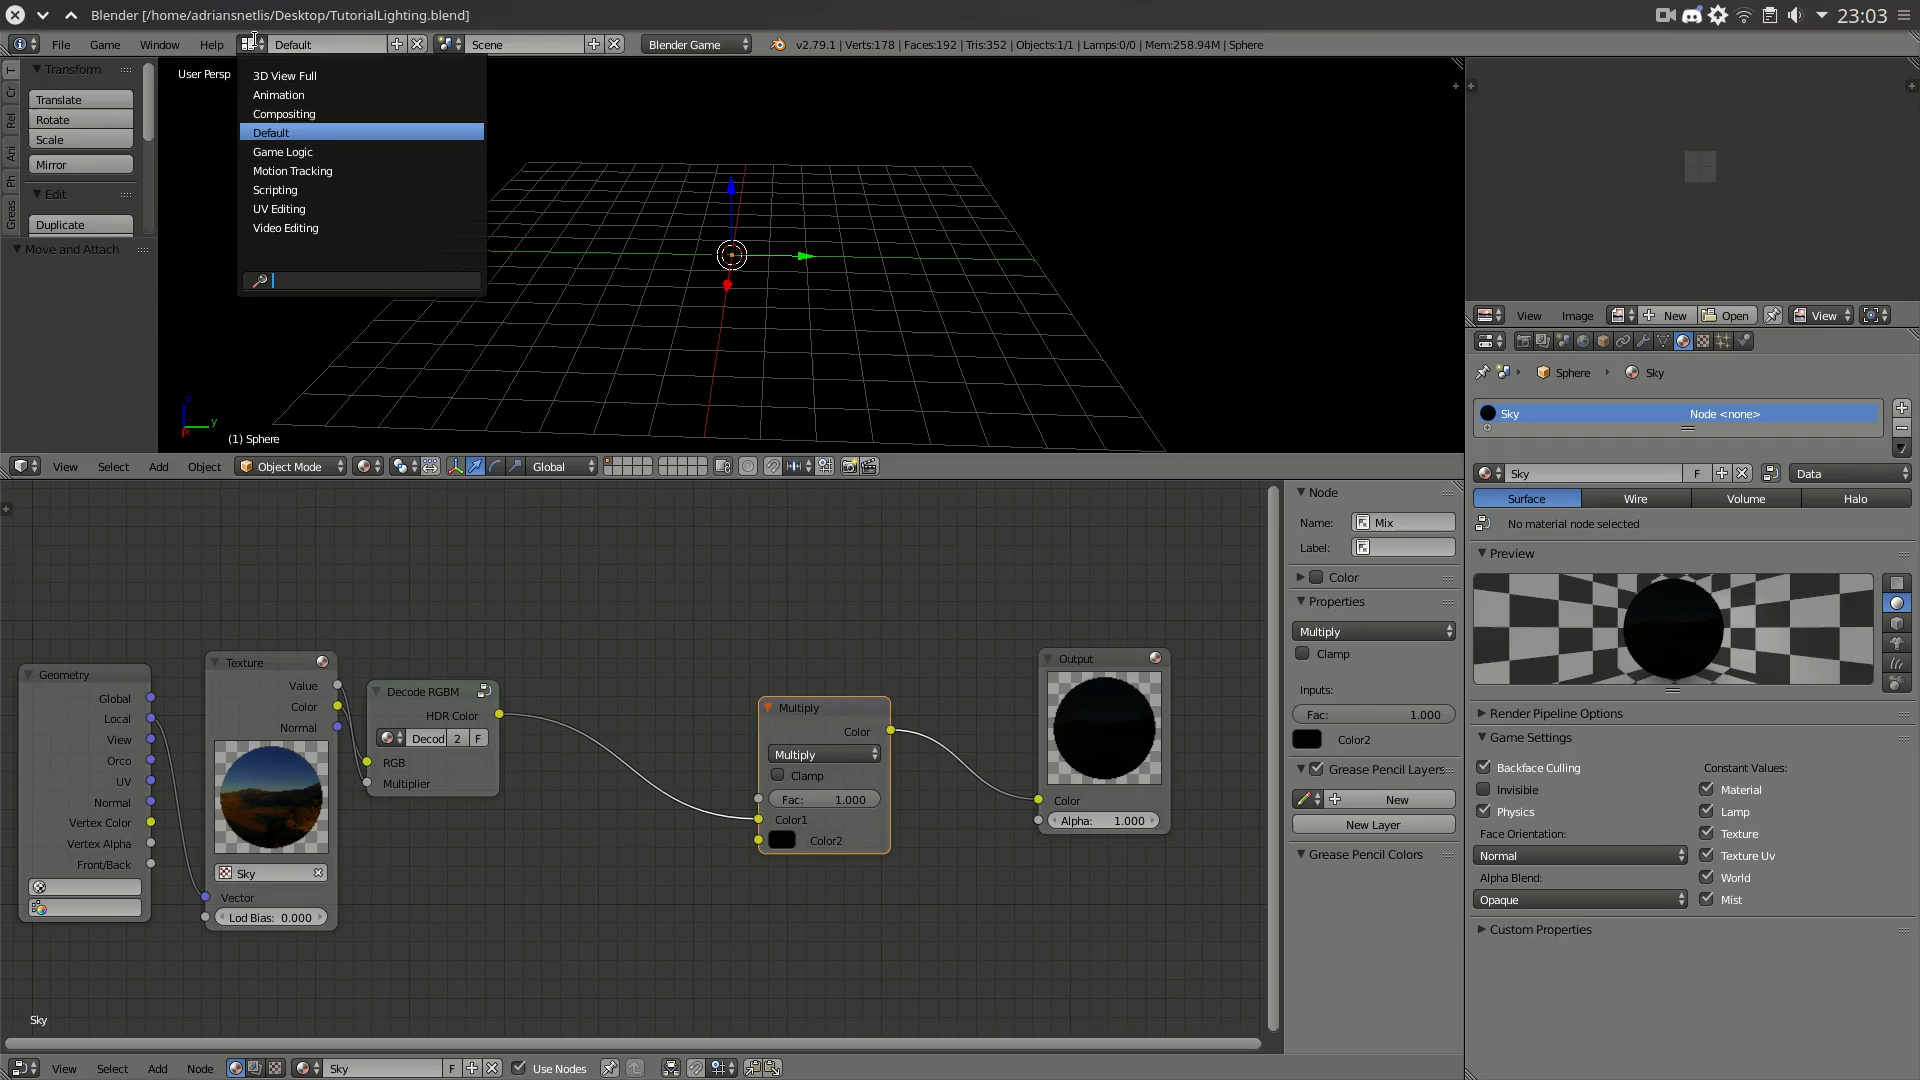 Blender [/home/adriansnetlis/Desktop/TutorialLighting.blend]
23:03
File Game Window Help Default Scene Blender Game v2.79.1 | Verts:178 | Faces:192 | Tris:352 | Objects:1/1 | Lamps:0/0 | Mem:258.94M | Sphere
T
Cr
Rel
Ani
Ph
Greas
Transform
Translate
Rotate
Scale
Mirror
Edit
Duplicate
Move and Attach
User Persp
3D View Full
Animation
Compositing
Default
Game Logic
Motion Tracking
Scripting
UV Editing
Video Editing
z
y
(1) Sphere
View Select Add Object Object Mode Global
View Image New Open View
Sphere Sky
Sky Node <none>
Sky F Data
Surface Wire Volume Halo
No material node selected
Preview
Render Pipeline Options
Game Settings
Backface Culling Constant Values:
Invisible Material
Physics Lamp
Face Orientation: Texture
Normal Texture Uv
Alpha Blend: World
Opaque Mist
Custom Properties
Node
Name: Mix
Label:
Color
Properties
Multiply
Clamp
Inputs:
Fac: 1.000
Color2
Grease Pencil Layers
New
New Layer
Grease Pencil Colors
Geometry
Global
Local
View
Orco
UV
Normal
Vertex Color
Vertex Alpha
Front/Back
Texture
Value
Color
Normal
Sky
Vector
Lod Bias: 0.000
Decode RGBM
HDR Color
Decod 2 F
RGB
Multiplier
Multiply
Color
Multiply
Clamp
Fac: 1.000
Color1
Color2
Output
Color
Alpha: 1.000
Sky
View Select Add Node Sky F Use Nodes